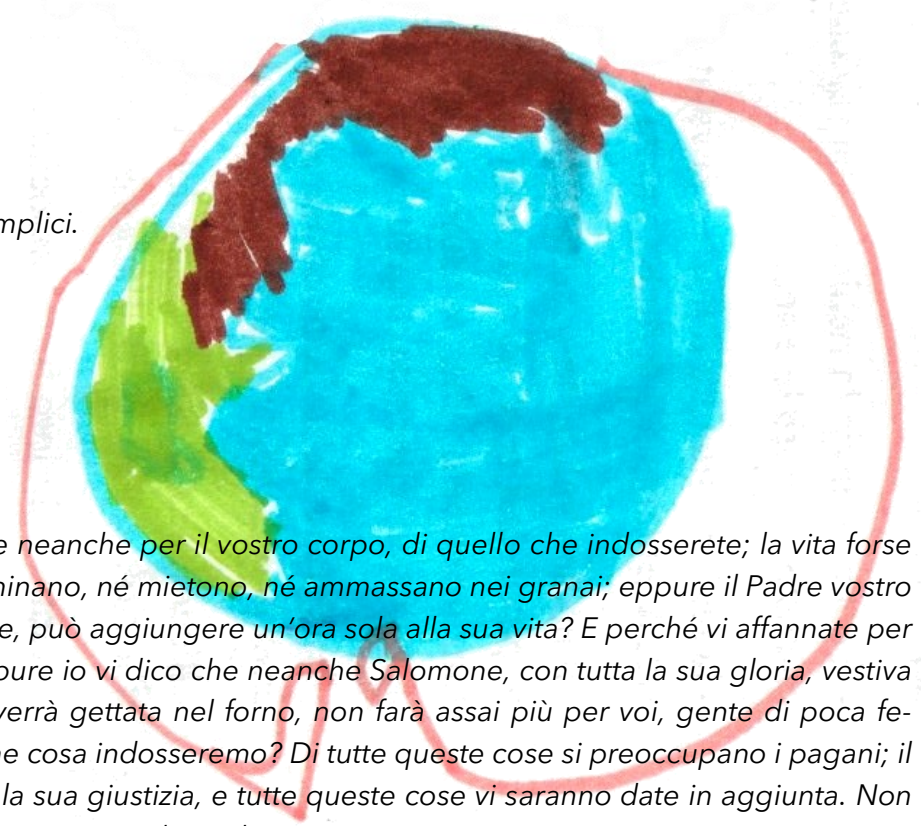 mplici.
e neanche per il vostro corpo, di quello che indosserete; la vita forse
ninano, né mietono, né ammassano nei granai; eppure il Padre vostro
e, può aggiungere un'ora sola alla sua vita? E perché vi affannate per
pure io vi dico che neanche Salomone, con tutta la sua gloria, vestiva
verrà gettata nel forno, non farà assai più per voi, gente di poca fe-
he cosa indosseremo? Di tutte queste cose si preoccupano i pagani; il
la sua giustizia, e tutte queste cose vi saranno date in aggiunta. Non